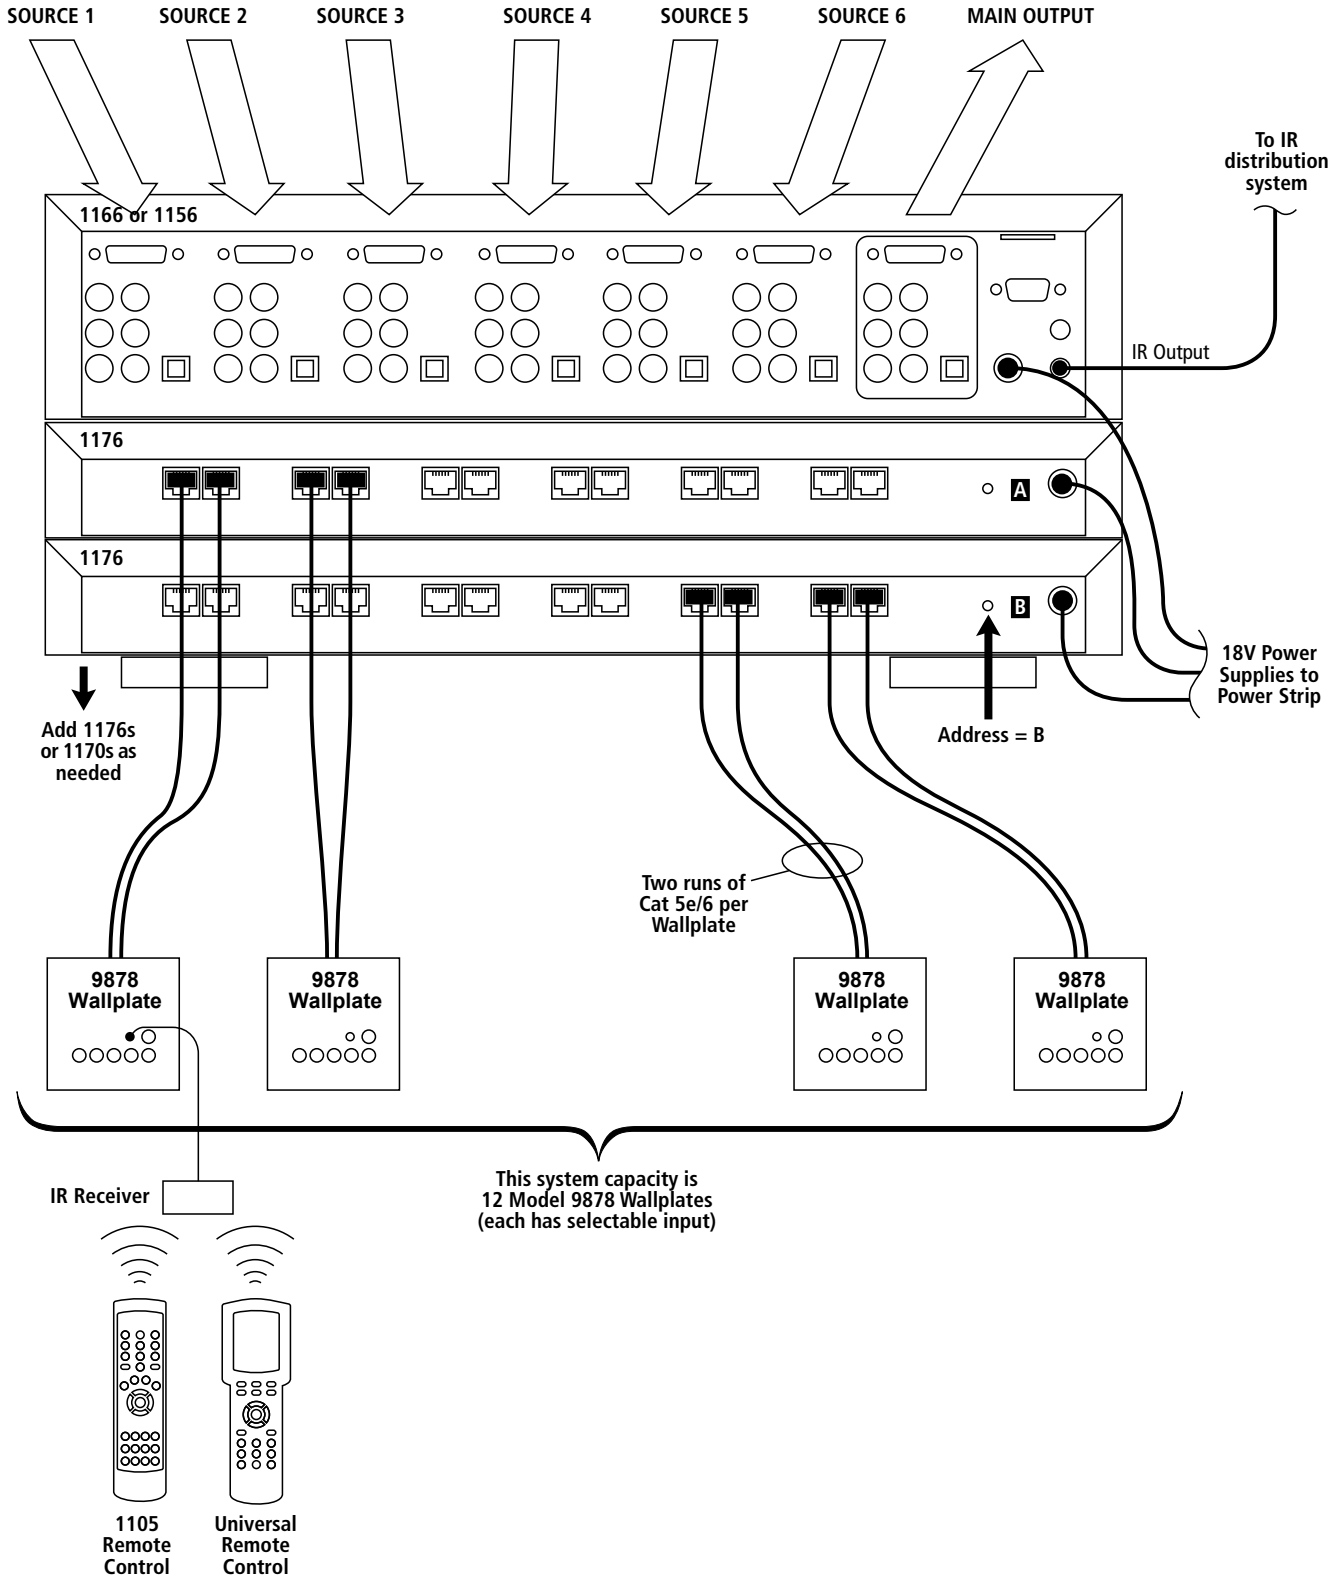 SOURCE 1
SOURCE 2
SOURCE 3
SOURCE 4
SOURCE 5
SOURCE 6
MAIN OUTPUT
To IR
distribution
system
1166 or 1156
IR Output
1176
A
1176
B
18V Power
Supplies to
Power Strip
Add 1176s
or 1170s as
needed
Address = B
Two runs of
Cat 5e/6 per
Wallplate
9878
Wallplate
9878
Wallplate
9878
Wallplate
9878
Wallplate
This system capacity is
12 Model 9878 Wallplates
(each has selectable input)
IR Receiver
1105
Remote
Control
Universal
Remote
Control